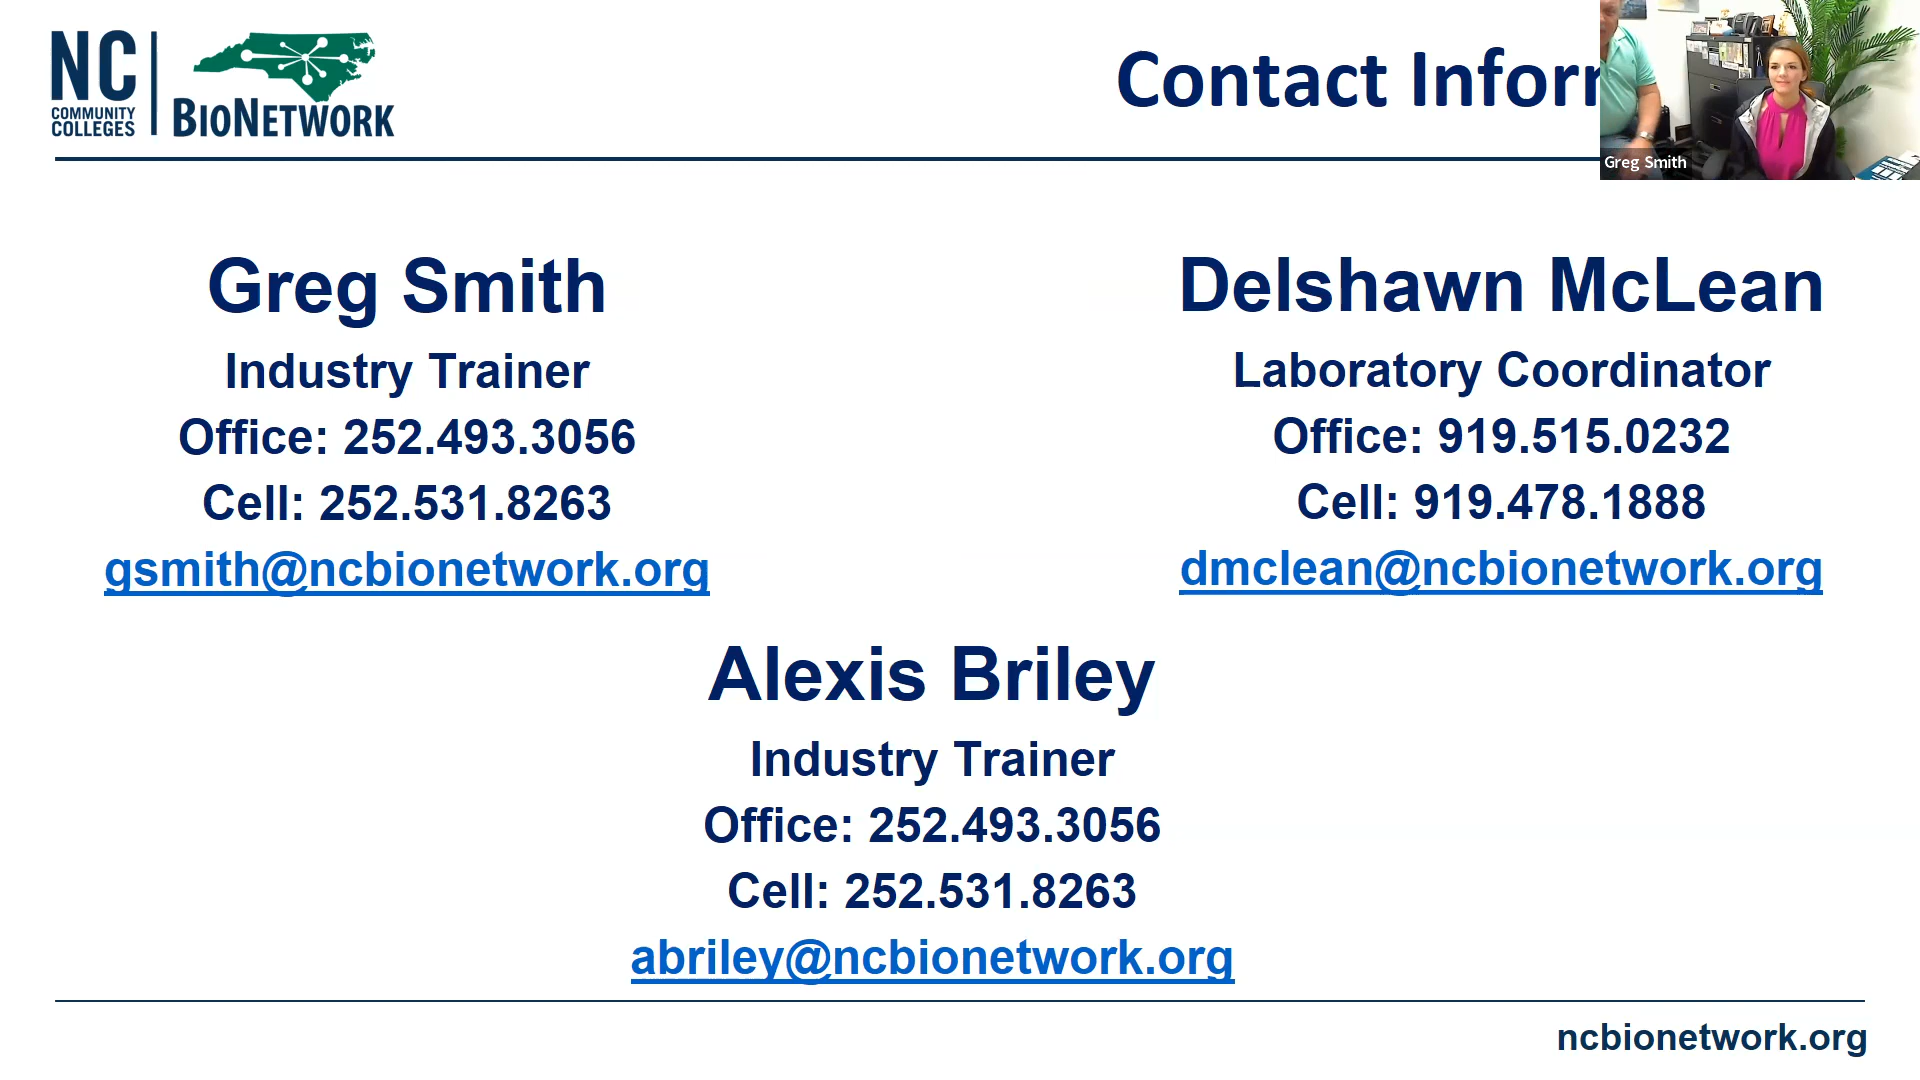 NC
COMMUNITY
COLLEGES
BIONETWORK
Contact Infor
Greg Smith
Greg Smith
Industry Trainer
Office: 252.493.3056
Cell: 252.531.8263
gsmith@ncbionetwork.org
Delshawn McLean
Laboratory Coordinator
Office: 919.515.0232
Cell: 919.478.1888
dmclean@ncbionetwork.org
Alexis Briley
Industry Trainer
Office: 252.493.3056
Cell: 252.531.8263
abriley@ncbionetwork.org
ncbionetwork.org